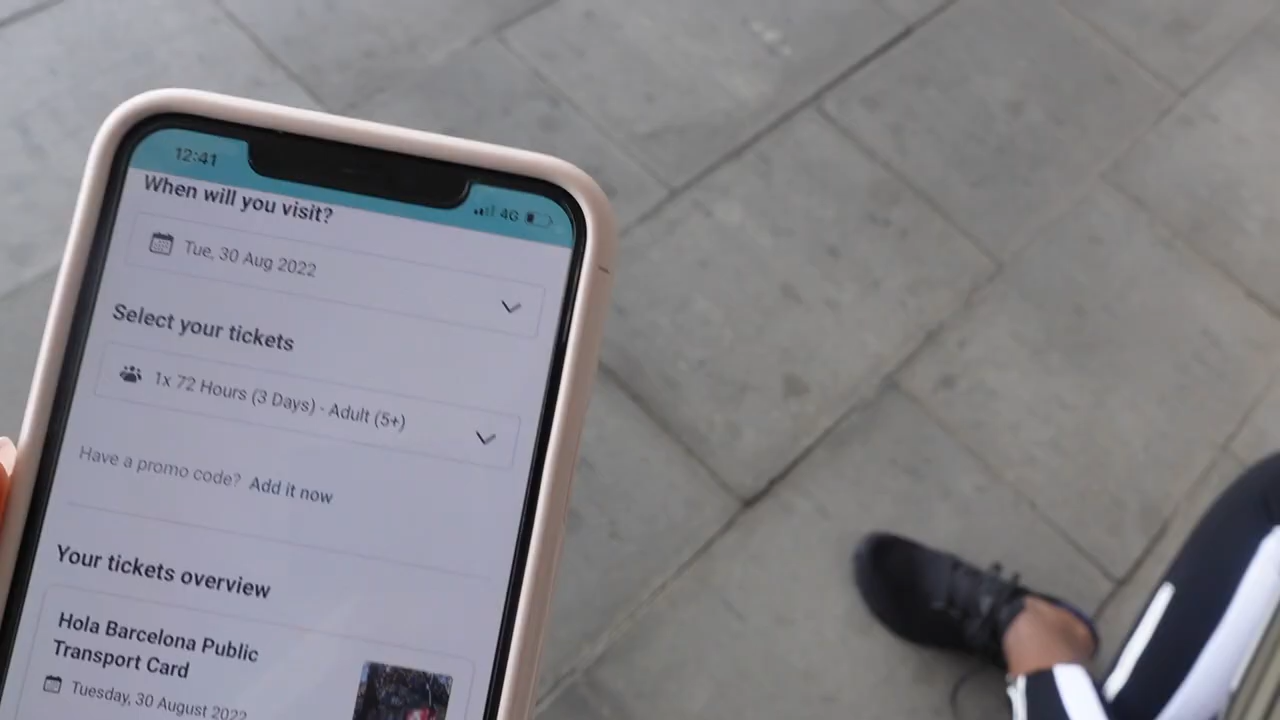 12:41
4G
When will you visit?
Tue, 30 Aug 2022
Select your tickets
1x 72 Hours (3 Days) - Adult (5+)
Have a promo code? Add it now
Your tickets overview
Hola Barcelona Public
Transport Card
Tuesday, 30 August 2022